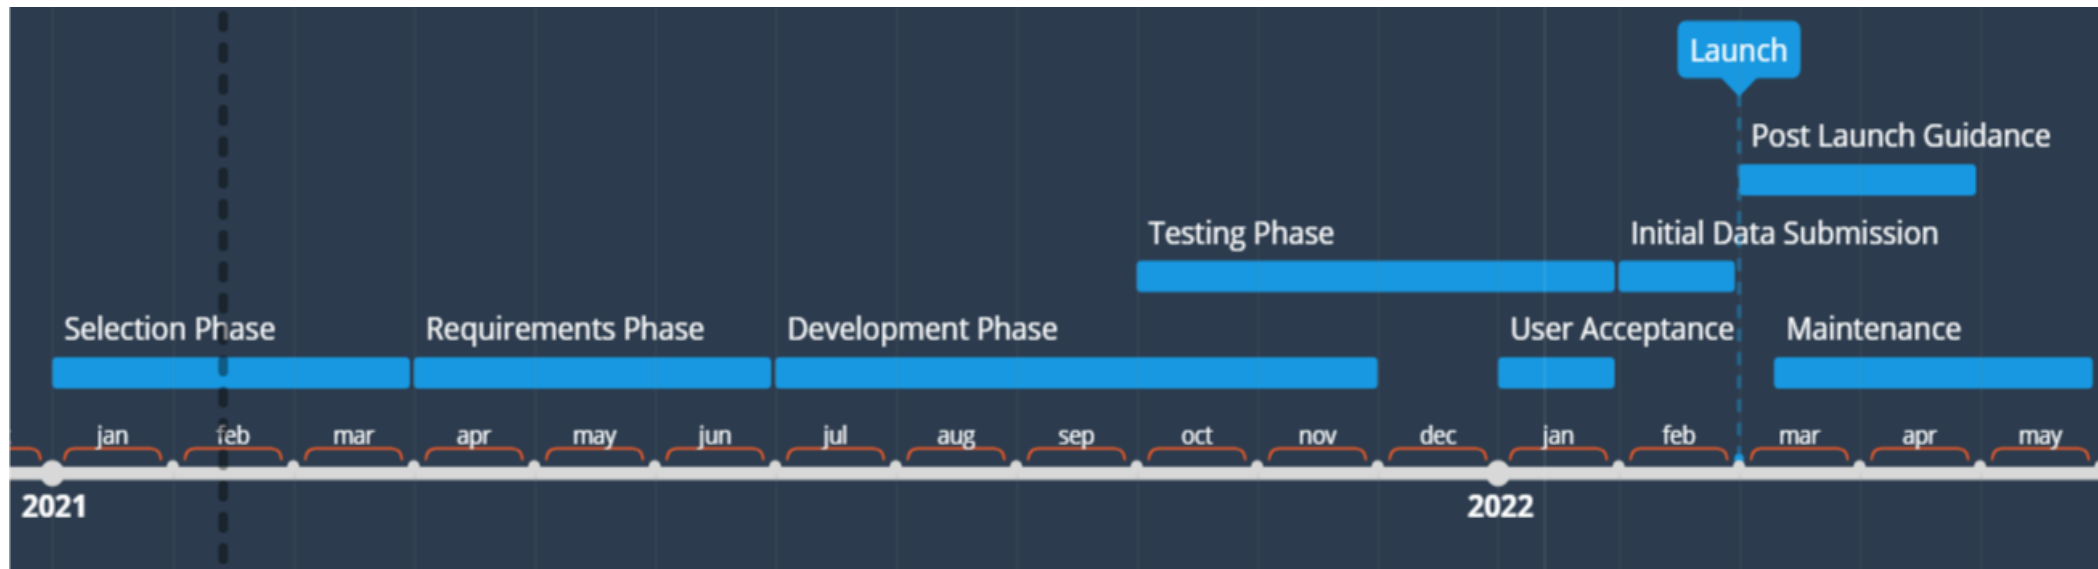 Launch
Post Launch Guidance
Testing Phase Initial Data Submission
Selection Phase Requirements Phase Development Phase User Acceptance Maintenance
jan feb mar apr may jun jul aug sep oct nov dec jan feb mar apr may
2021 2022